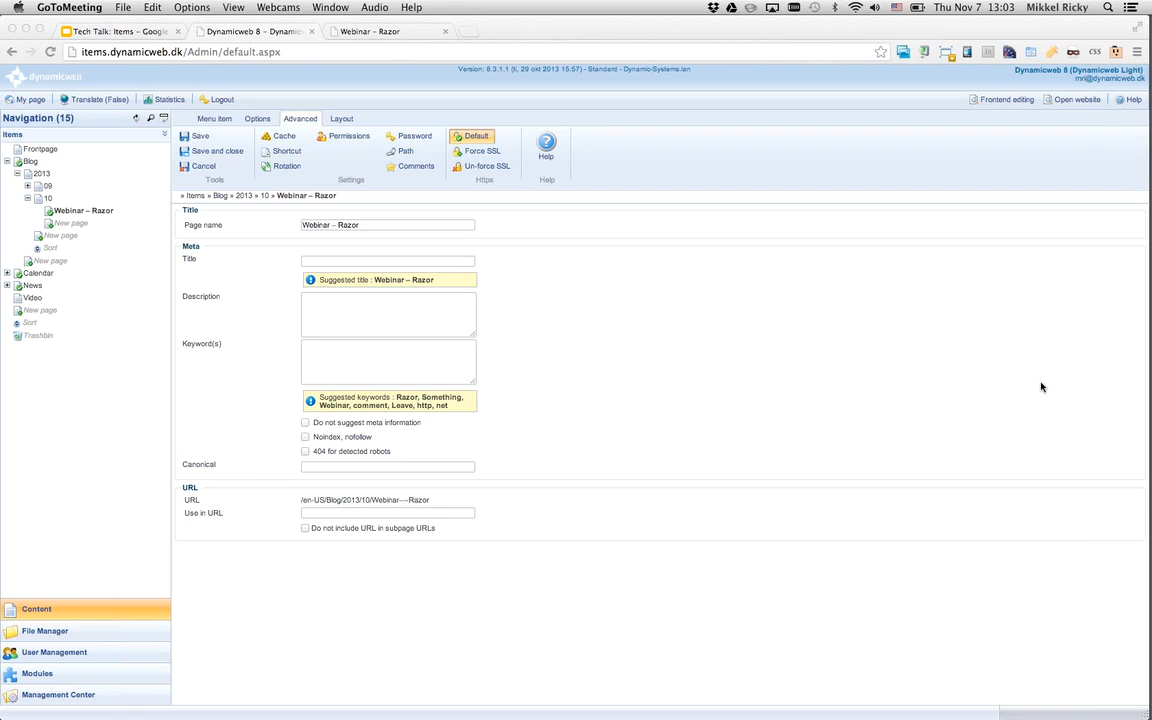 GoToMeeting File Edit Options View Webcams Window Audio Help Thu Nov 7 13:03 Mikkel Ricky
Tech Talk: Items – Google Dynamicweb 8 – Dynamicweb Webinar – Razor
items.dynamicweb.dk/Admin/default.aspx
dynamicweb
Version: 8.3.1.1 (ti, 29 okt 2013 15:57) - Standard - Dynamic-Systems.lan
Dynamicweb 8 (Dynamicweb Light)
mri@dynamicweb.dk
My page Translate (False) Statistics Logout Frontend editing Open website Help
Navigation (15)
Items
Frontpage
Blog
2013
09
10
Webinar – Razor
New page
New page
Sort
New page
Calendar
News
Video
New page
Sort
Trashbin
Content
File Manager
User Management
Modules
Management Center
Menu item Options Advanced Layout
Save Cache Permissions Password Default
Save and close Shortcut Path Force SSL Help
Cancel Rotation Comments Un-force SSL
Tools Settings Https Help
» Items » Blog » 2013 » 10 » Webinar – Razor
Title
Page name Webinar – Razor
Meta
Title
Suggested title : Webinar – Razor
Description
Keyword(s)
Suggested keywords : Razor, Something,
Webinar, comment, Leave, http, net
Do not suggest meta information
Noindex, nofollow
404 for detected robots
Canonical
URL
URL /en-US/Blog/2013/10/Webinar-–-Razor
Use in URL
Do not include URL in subpage URLs